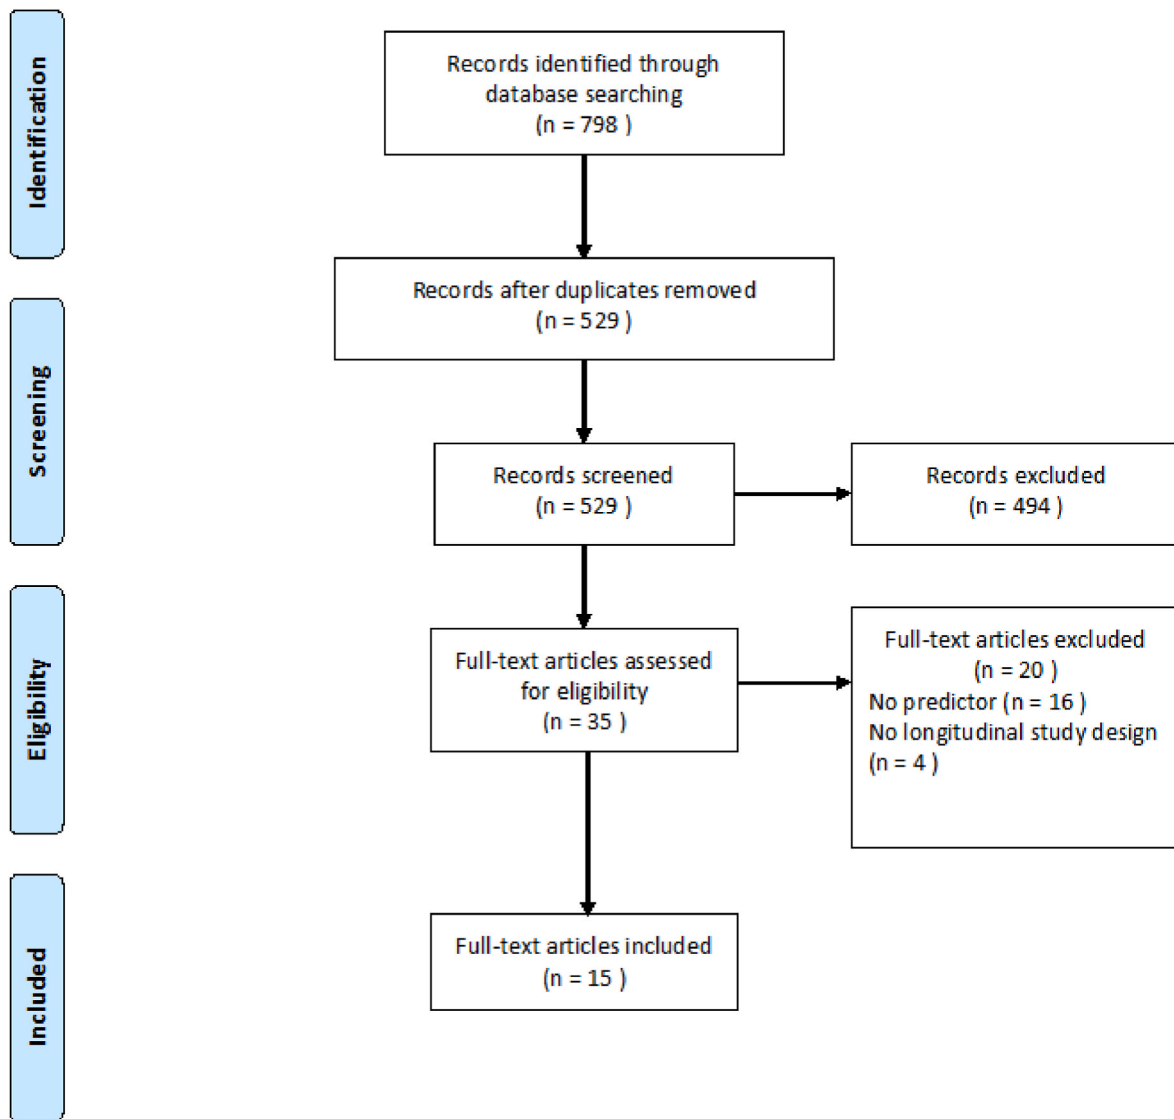 Identification
Records identified through
database searching
(n = 798 )
Records after duplicates removed
(n = 529 )
Screening
Records screened
(n = 529 )
Records excluded
(n = 494 )
Eligibility
Full-text articles assessed
for eligibility
(n = 35 )
Full-text articles excluded
(n = 20 )
No predictor (n = 16 )
No longitudinal study design
(n = 4 )
Included
Full-text articles included
(n = 15 )